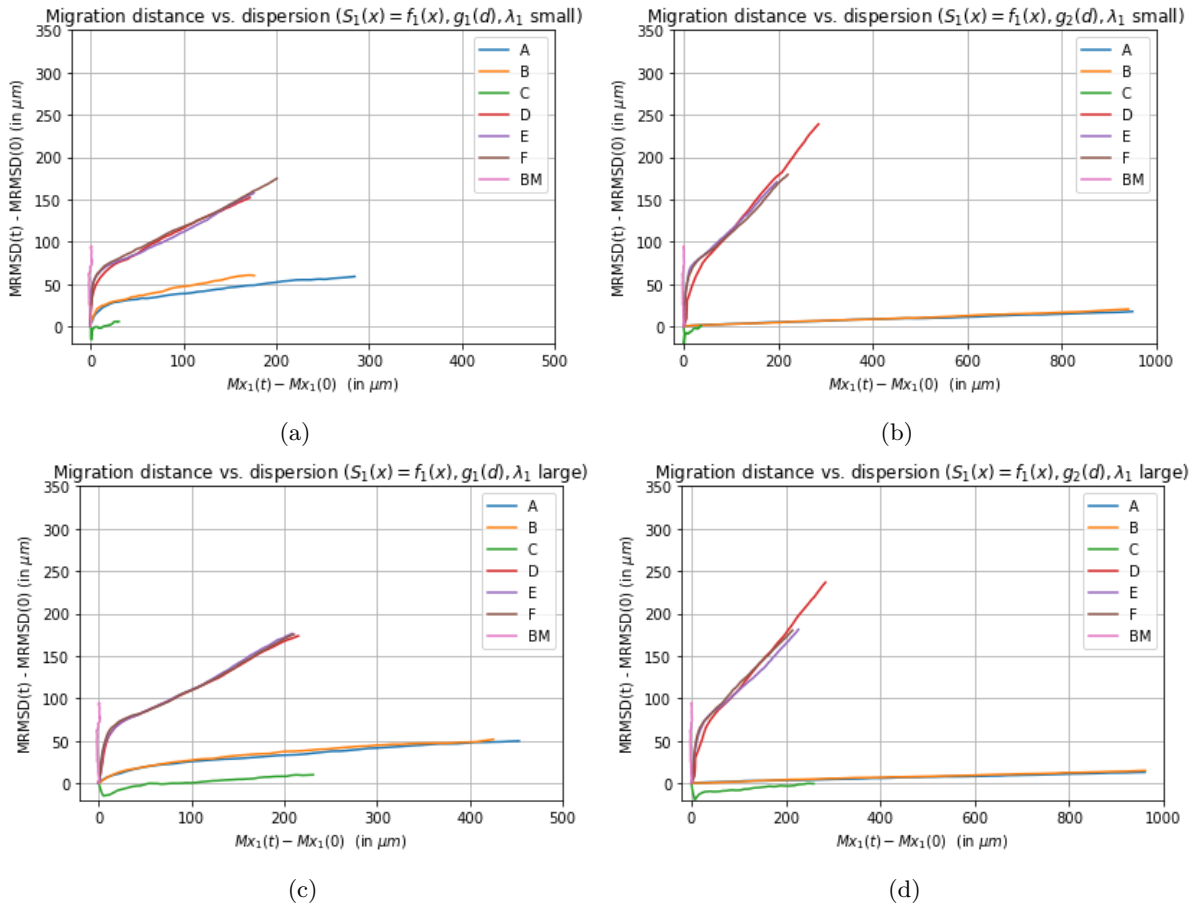 Migration distance vs. dispersion (S₁(x) = f₁(x), g₁(d), λ₁ small)
MRMSD(t) - MRMSD(0) (in μm)
350
300
250
200
150
100
50
0
A
B
C
D
E
F
BM
0 100 200 300 400 500
Mx₁(t) − Mx₁(0) (in μm)
(a)
Migration distance vs. dispersion (S₁(x) = f₁(x), g₂(d), λ₁ small)
MRMSD(t) - MRMSD(0) (in μm)
350
300
250
200
150
100
50
0
A
B
C
D
E
F
BM
0 200 400 600 800 1000
Mx₁(t) − Mx₁(0) (in μm)
(b)
Migration distance vs. dispersion (S₁(x) = f₁(x), g₁(d), λ₁ large)
MRMSD(t) - MRMSD(0) (in μm)
350
300
250
200
150
100
50
0
A
B
C
D
E
F
BM
0 100 200 300 400 500
Mx₁(t) − Mx₁(0) (in μm)
(c)
Migration distance vs. dispersion (S₁(x) = f₁(x), g₂(d), λ₁ large)
MRMSD(t) - MRMSD(0) (in μm)
350
300
250
200
150
100
50
0
A
B
C
D
E
F
BM
0 200 400 600 800 1000
Mx₁(t) − Mx₁(0) (in μm)
(d)